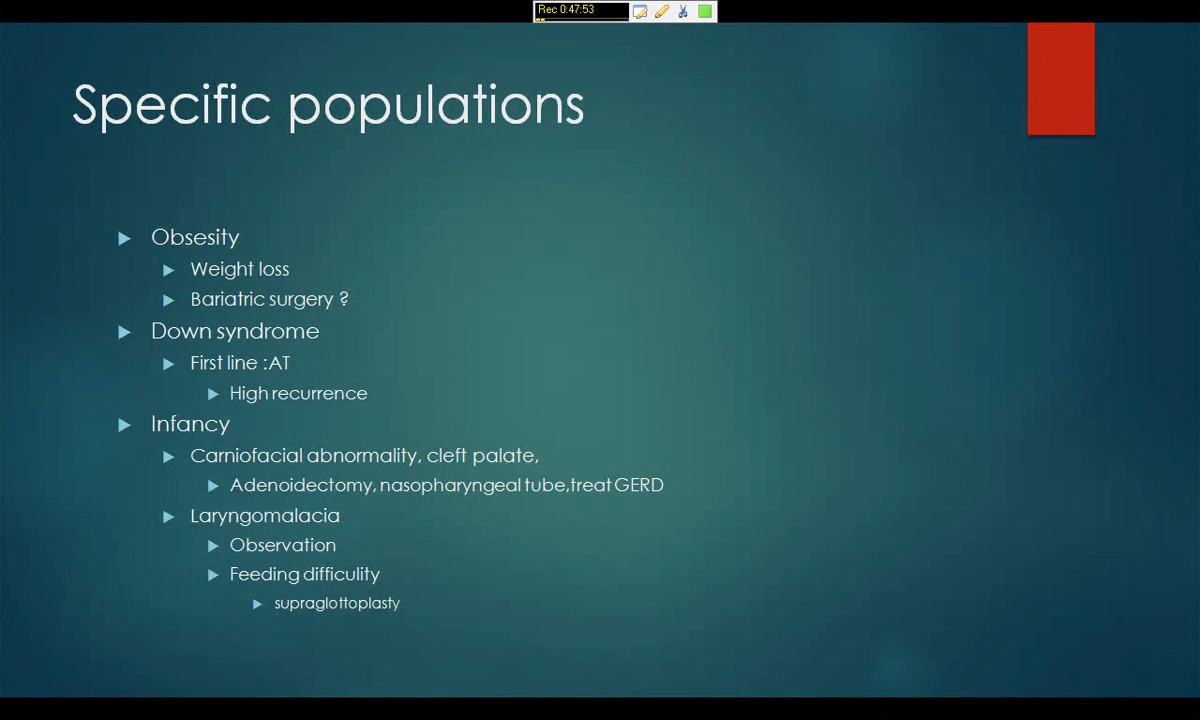 Rec 0:47:53
Specific populations
Obsesity
Weight loss
Bariatric surgery ?
Down syndrome
First line :AT
High recurrence
Infancy
Carniofacial abnormality, cleft palate,
Adenoidectomy, nasopharyngeal tube,treat GERD
Laryngomalacia
Observation
Feeding difficulity
supraglottoplasty